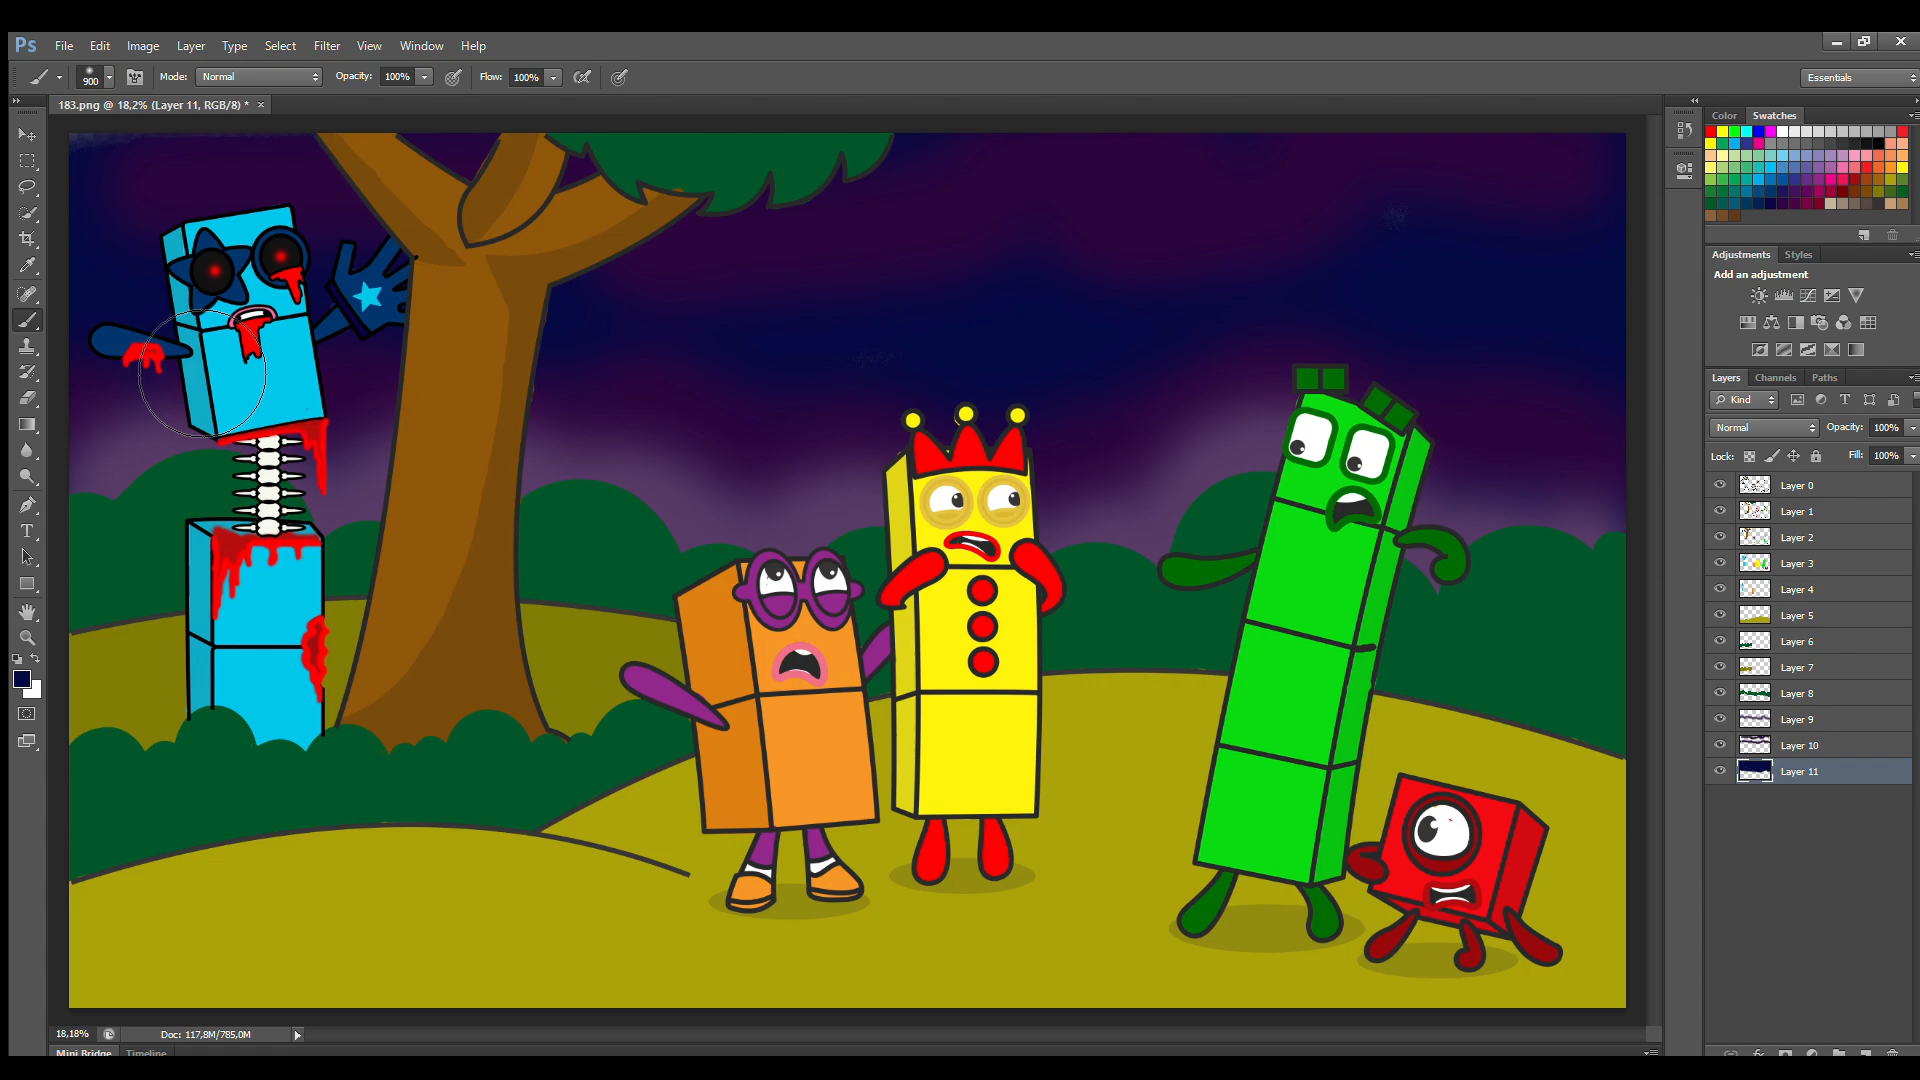 Ps File Edit Image Layer Type Select Filter View Window Help
900 Mode: Normal Opacity: 100% Flow: 100% Essentials
183.png @ 18,2% (Layer 11, RGB/8) * ×
Color Swatches
Adjustments Styles
Add an adjustment
Layers Channels Paths
Kind
Normal Opacity: 100%
Lock: Fill: 100%
Layer 0
Layer 1
Layer 2
Layer 3
Layer 4
Layer 5
Layer 6
Layer 7
Layer 8
Layer 9
Layer 10
Layer 11
18,18% Doc: 117,8M/785,0M
Mini Bridge Timeline